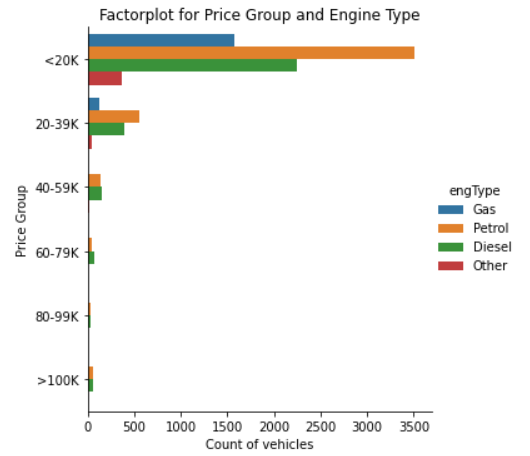 Factorplot for Price Group and Engine Type
<20K
20-39K
40-59K
60-79K
80-99K
>100K
Price Group
0 500 1000 1500 2000 2500 3000 3500
Count of vehicles
engType
Gas
Petrol
Diesel
Other